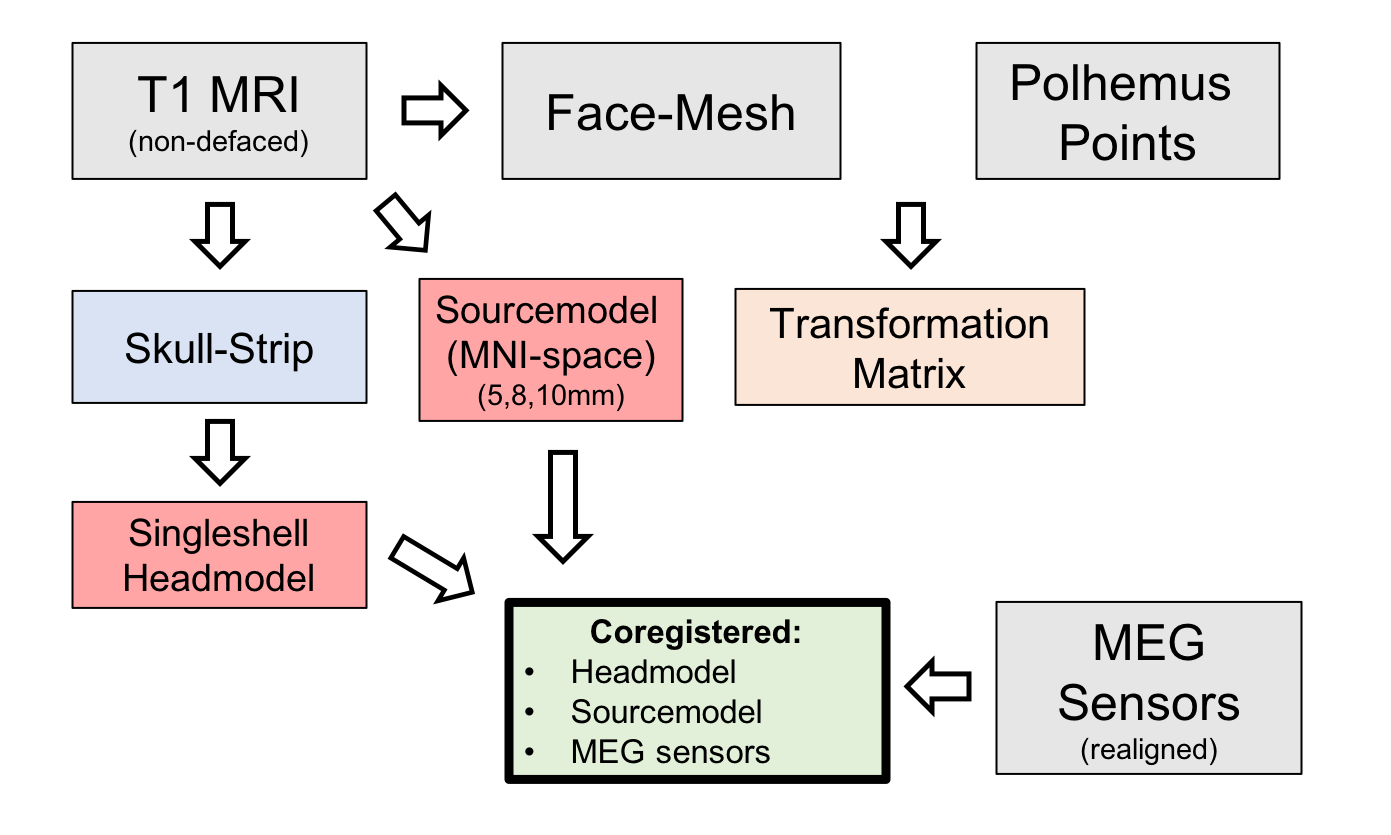 T1 MRI
(non-defaced)
Face-Mesh
Polhemus
Points
Skull-Strip
Sourcemodel
(MNI-space)
(5,8,10mm)
Transformation
Matrix
Singleshell
Headmodel
Coregistered:
• Headmodel
• Sourcemodel
• MEG sensors
MEG
Sensors
(realigned)